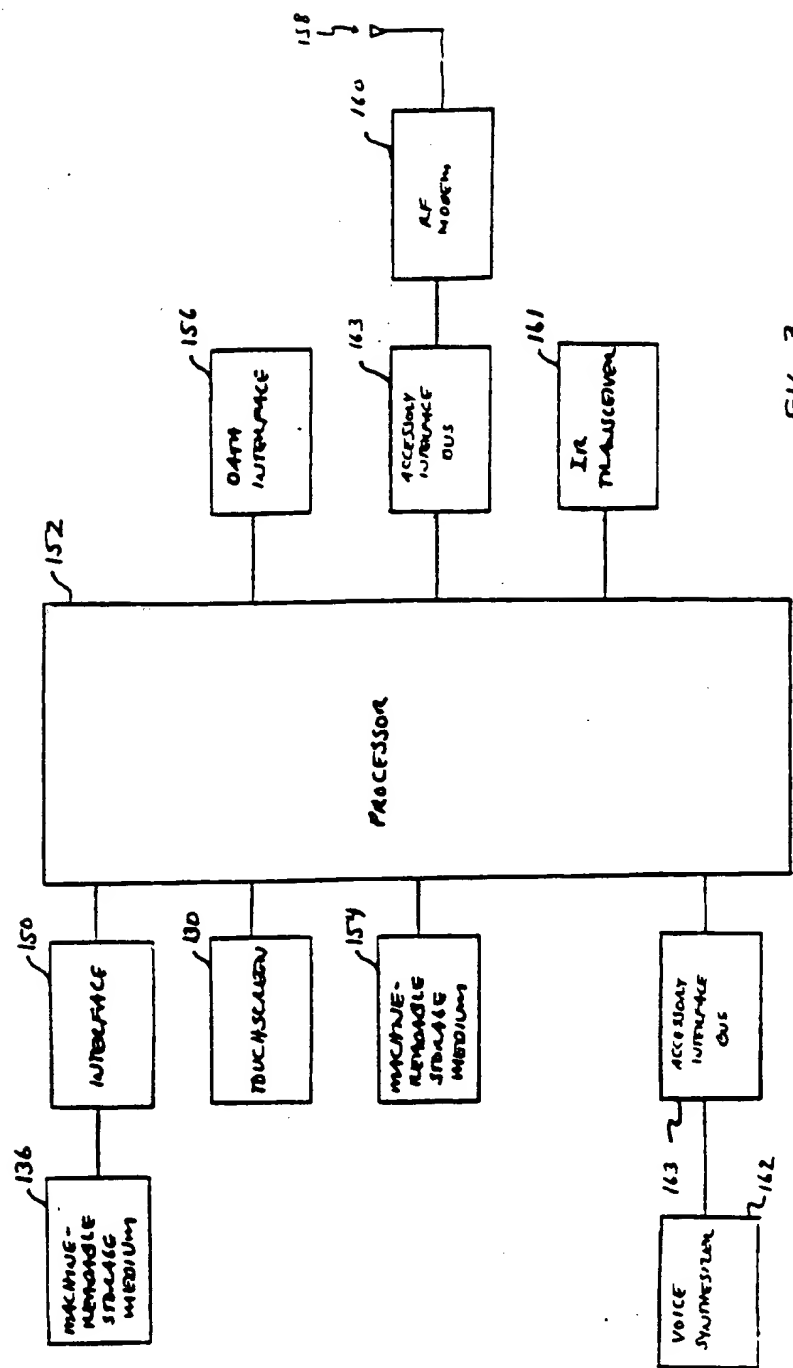 136
MACHINE-
READABLE
STORAGE
MEDIUM
150
INTERFACE
130
TOUCHSCREEN
154
MACHINE-
READABLE
STORAGE
MEDIUM
VOICE
SYNTHESIZER
162
163
ACCESSORY
INTERFACE
BUS
152
PROCESSOR
156
DATA
INTERFACE
163
ACCESSORY
INTERFACE
BUS
160
RF
MODEM
158
161
IR
TRANSCEIVER